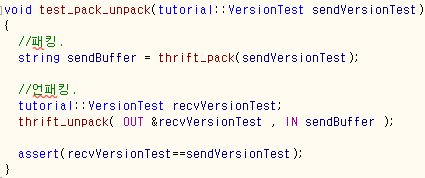 void test_pack_unpack(tutorial::VersionTest sendVersionTest)
{
//패킹.
string sendBuffer = thrift_pack(sendVersionTest);
//언패킹.
tutorial::VersionTest recvVersionTest;
thrift_unpack( OUT &recvVersionTest , IN sendBuffer );
assert(recvVersionTest==sendVersionTest);
}